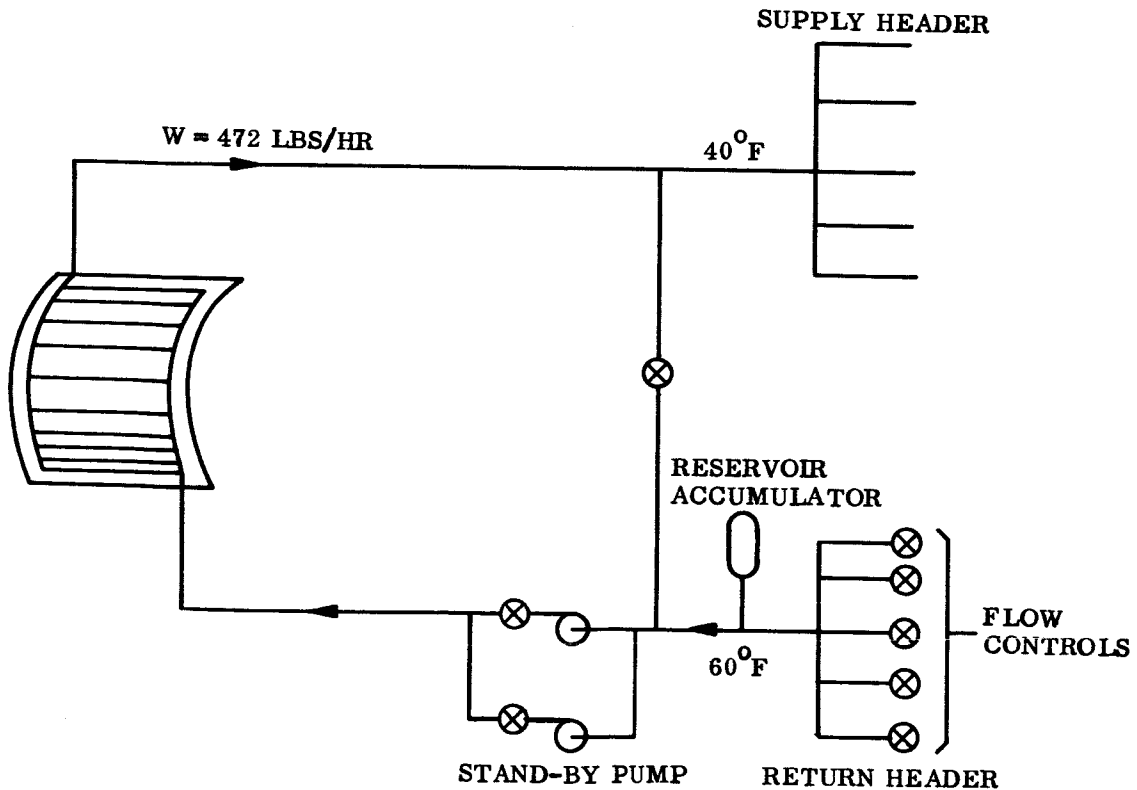 SUPPLY HEADER
W = 472 LBS/HR
40°F
RESERVOIR
ACCUMULATOR
FLOW
CONTROLS
60°F
STAND-BY PUMP
RETURN HEADER